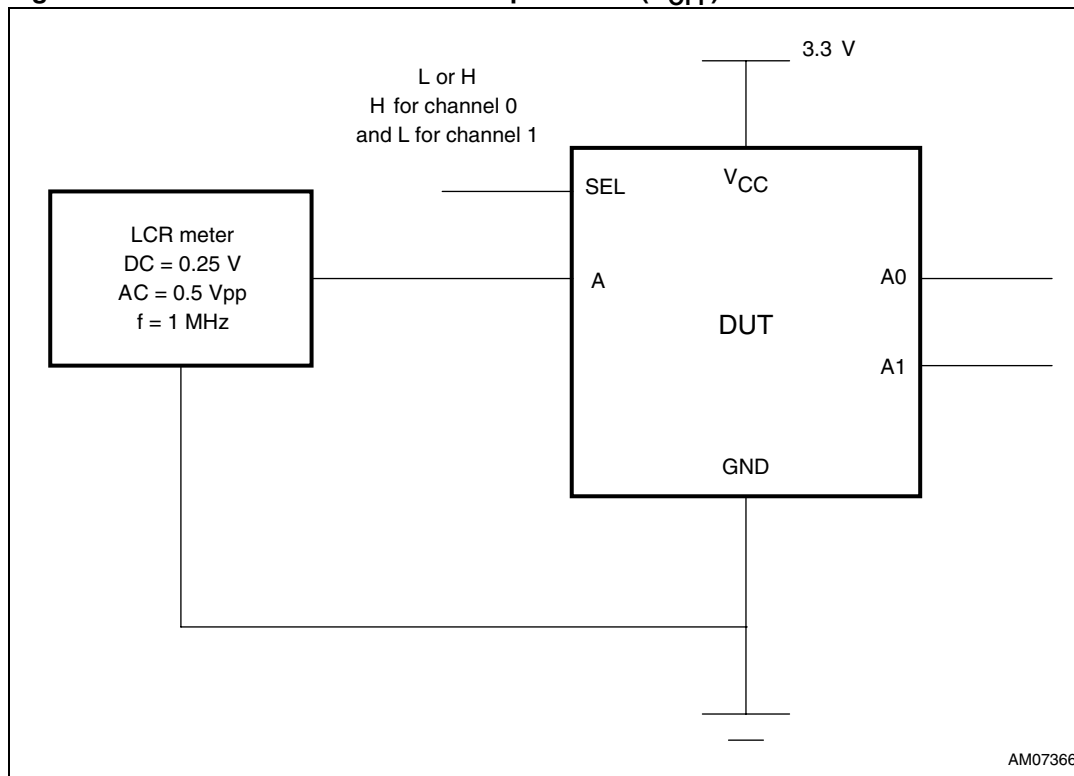 3.3 V
L or H
H for channel 0
and L for channel 1
SEL
VCC
LCR meter
DC = 0.25 V
AC = 0.5 Vpp
f = 1 MHz
A
A0
DUT
A1
GND
AM07366